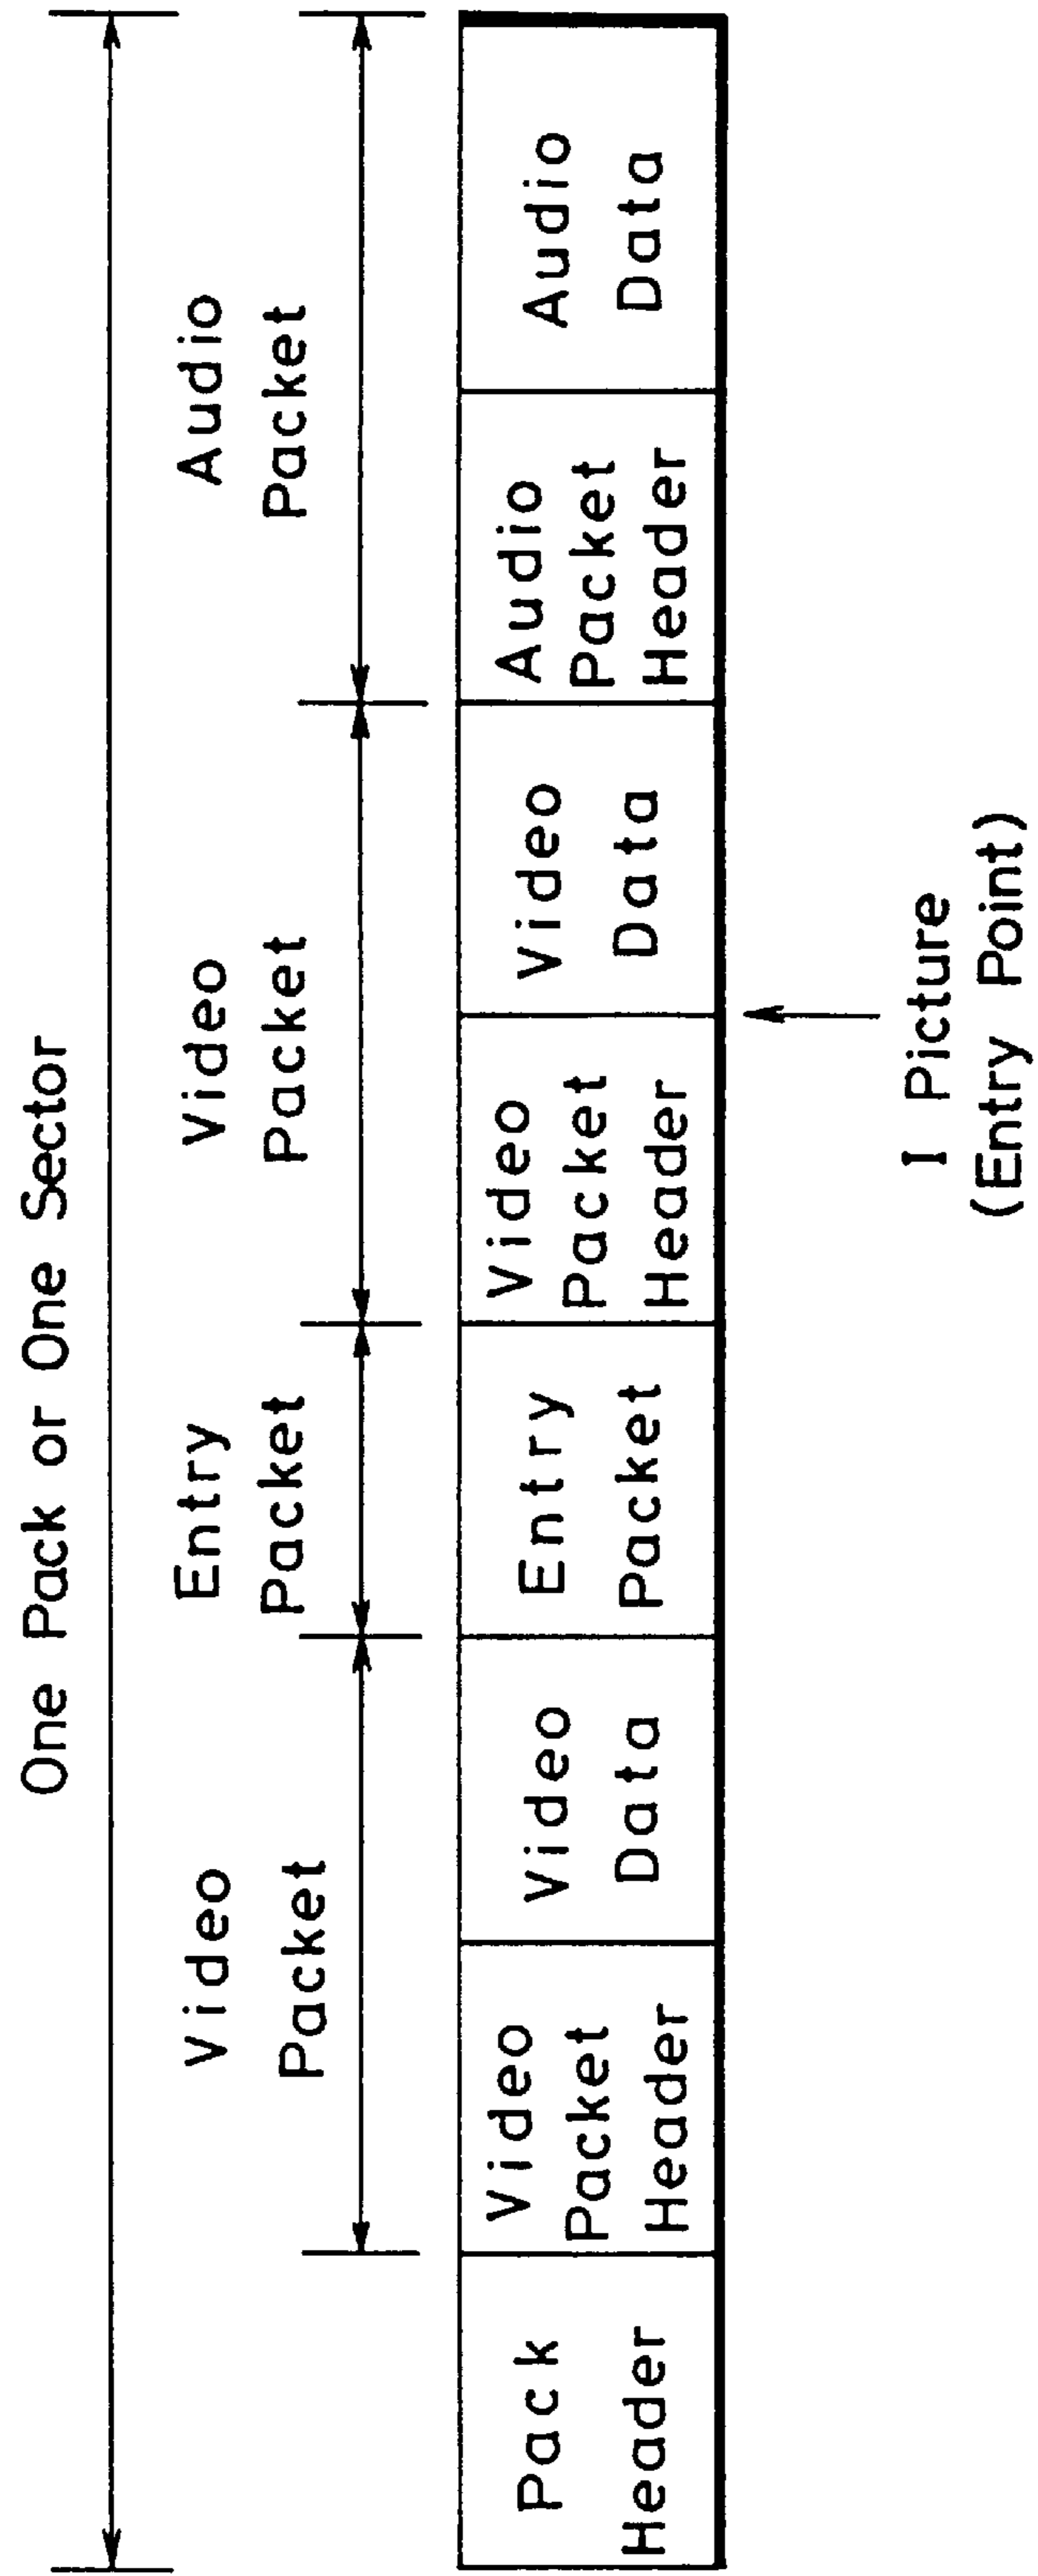 One Pack or One Sector
Video
Packet
Entry
Packet
Video
Packet
Audio
Packet
Pack
Header
Video
Packet
Header
Video
Data
Entry
Packet
Video
Packet
Header
Video
Data
Audio
Packet
Header
Audio
Data
I Picture
(Entry Point)